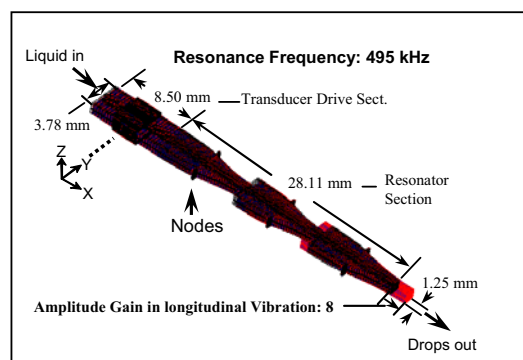 Resonance Frequency: 495 kHz
Liquid in
8.50 mm
Transducer Drive Sect.
3.78 mm
Z
Y
X
28.11 mm
Resonator
Section
Nodes
1.25 mm
Amplitude Gain in longitudinal Vibration: 8
Drops out